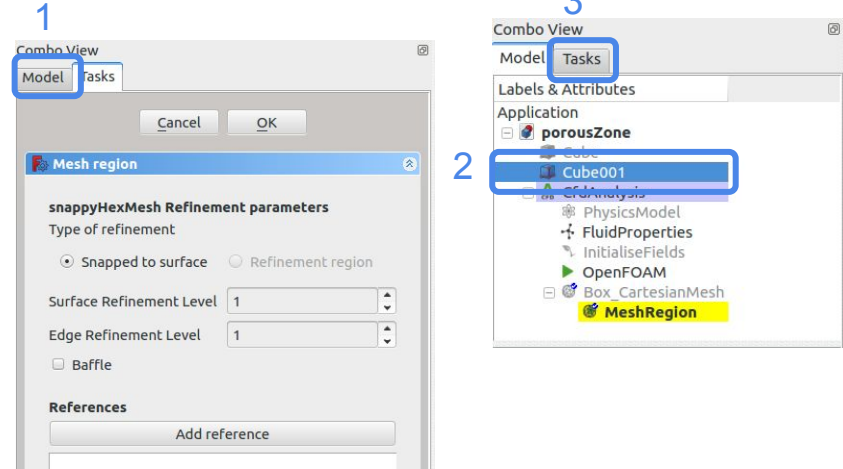 1
Combo View
Model Tasks
Cancel OK
Mesh region
snappyHexMesh Refinement parameters
Type of refinement
Snapped to surface Refinement region
Surface Refinement Level 1
Edge Refinement Level 1
Baffle
References
Add reference
3
Combo View
Model Tasks
Labels & Attributes
Application
porousZone
Cube
2
Cube001
CfdAnalysis
PhysicsModel
FluidProperties
InitialiseFields
OpenFOAM
Box_CartesianMesh
MeshRegion